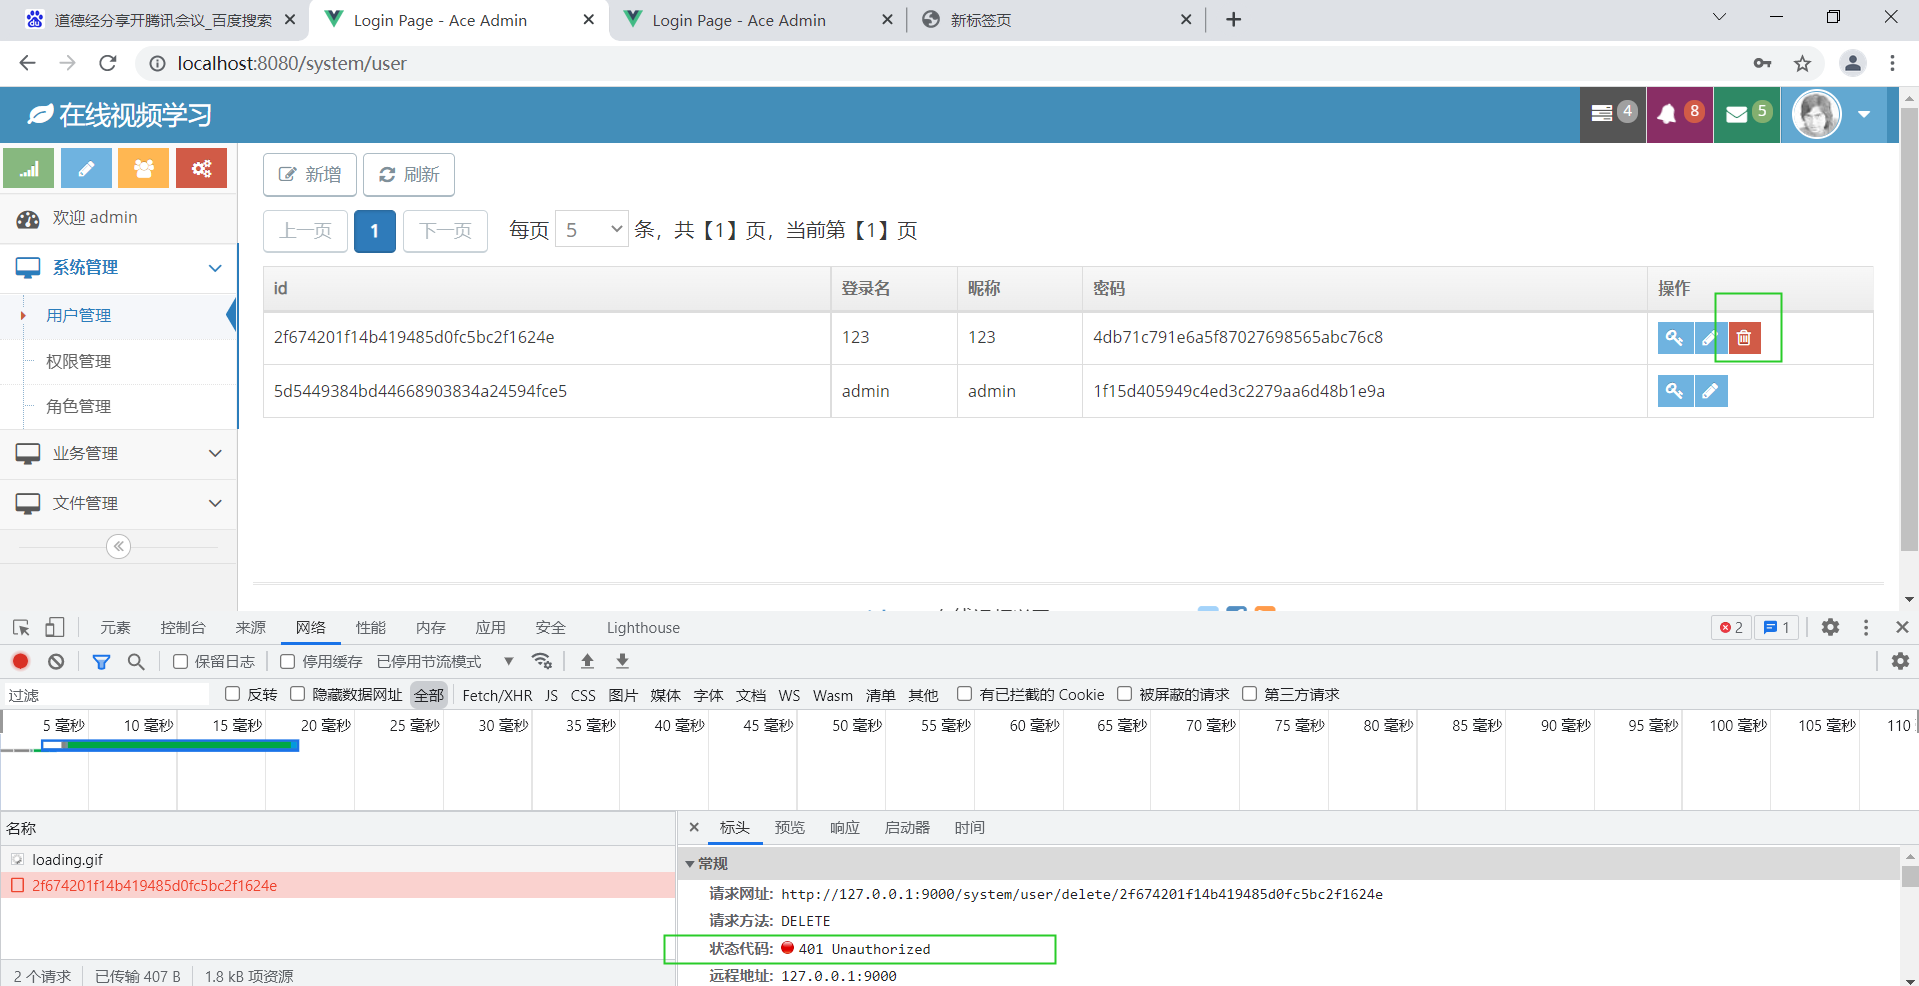 道德经分享开腾讯会议_百度搜索
Login Page - Ace Admin
Login Page - Ace Admin
新标签页
localhost:8080/system/user
在线视频学习
4
8
5
新增
刷新
欢迎 admin
上一页
1
下一页
每页
5
条，共【1】页，当前第【1】页
系统管理
id
登录名
昵称
密码
操作
用户管理
2f674201f14b419485d0fc5bc2f1624e
123
123
4db71c791e6a5f87027698565abc76c8
权限管理
5d5449384bd44668903834a24594fce5
admin
admin
1f15d405949c4ed3c2279aa6d48b1e9a
角色管理
业务管理
文件管理
元素
控制台
来源
网络
性能
内存
应用
安全
Lighthouse
2
1
保留日志
停用缓存
已停用节流模式
过滤
反转
隐藏数据网址
全部
Fetch/XHR
JS
CSS
图片
媒体
字体
文档
WS
Wasm
清单
其他
有已拦截的 Cookie
被屏蔽的请求
第三方请求
5 毫秒
10 毫秒
15 毫秒
20 毫秒
25 毫秒
30 毫秒
35 毫秒
40 毫秒
45 毫秒
50 毫秒
55 毫秒
60 毫秒
65 毫秒
70 毫秒
75 毫秒
80 毫秒
85 毫秒
90 毫秒
95 毫秒
100 毫秒
105 毫秒
110
名称
标头
预览
响应
启动器
时间
loading.gif
常规
2f674201f14b419485d0fc5bc2f1624e
请求网址: http://127.0.0.1:9000/system/user/delete/2f674201f14b419485d0fc5bc2f1624e
请求方法: DELETE
状态代码: 401 Unauthorized
远程地址: 127.0.0.1:9000
2 个请求
已传输 407 B
1.8 kB 项资源